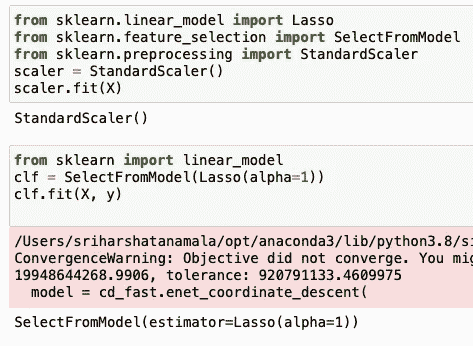 from sklearn.linear_model import Lasso
from sklearn.feature_selection import SelectFromModel
from sklearn.preprocessing import StandardScaler
scaler = StandardScaler()
scaler.fit(X)
StandardScaler()
from sklearn import linear_model
clf = SelectFromModel(Lasso(alpha=1))
clf.fit(X, y)
/Users/sriharshatanamala/opt/anaconda3/lib/python3.8/si
ConvergenceWarning: Objective did not converge. You mig
19948644268.9906, tolerance: 920791133.4609975
model = cd_fast.enet_coordinate_descent(
SelectFromModel(estimator=Lasso(alpha=1))